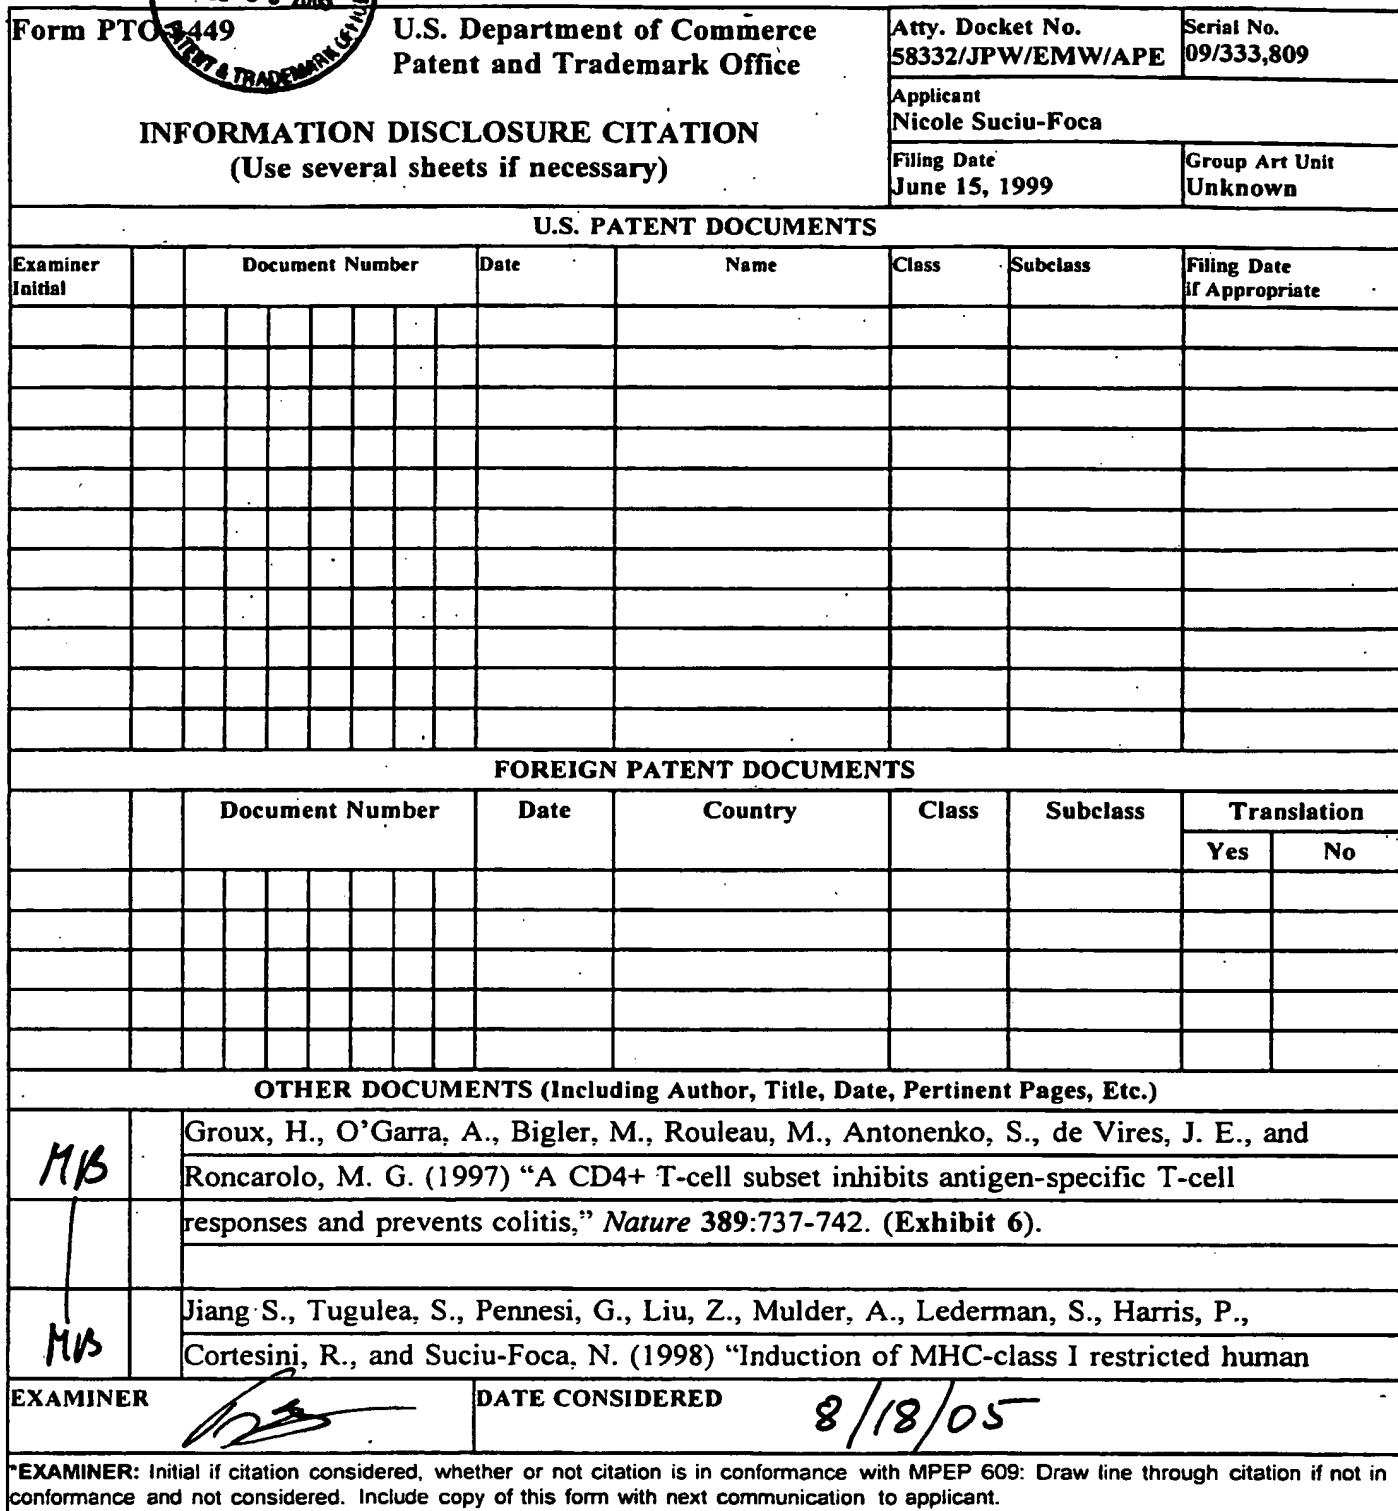 Form PTO-1449
U.S. Department of Commerce
Patent and Trademark Office
PATENT & TRADEMARK OFFICE
INFORMATION DISCLOSURE CITATION
(Use several sheets if necessary)
Atty. Docket No.
58332/JPW/EMW/APE
Serial No.
09/333,809
Applicant
Nicole Suciu-Foca
Filing Date
June 15, 1999
Group Art Unit
Unknown
U.S. PATENT DOCUMENTS
Examiner
Initial
Document Number
Date
Name
Class
Subclass
Filing Date
if Appropriate
FOREIGN PATENT DOCUMENTS
Document Number
Date
Country
Class
Subclass
Translation
Yes
No
OTHER DOCUMENTS (Including Author, Title, Date, Pertinent Pages, Etc.)
MB
Groux, H., O'Garra, A., Bigler, M., Rouleau, M., Antonenko, S., de Vires, J. E., and
Roncarolo, M. G. (1997) “A CD4+ T-cell subset inhibits antigen-specific T-cell
responses and prevents colitis,” Nature 389:737-742. (Exhibit 6).
MB
Jiang S., Tugulea, S., Pennesi, G., Liu, Z., Mulder, A., Lederman, S., Harris, P.,
Cortesini, R., and Suciu-Foca, N. (1998) “Induction of MHC-class I restricted human
EXAMINER
DATE CONSIDERED
8/18/05
*EXAMINER: Initial if citation considered, whether or not citation is in conformance with MPEP 609: Draw line through citation if not in
conformance and not considered. Include copy of this form with next communication to applicant.